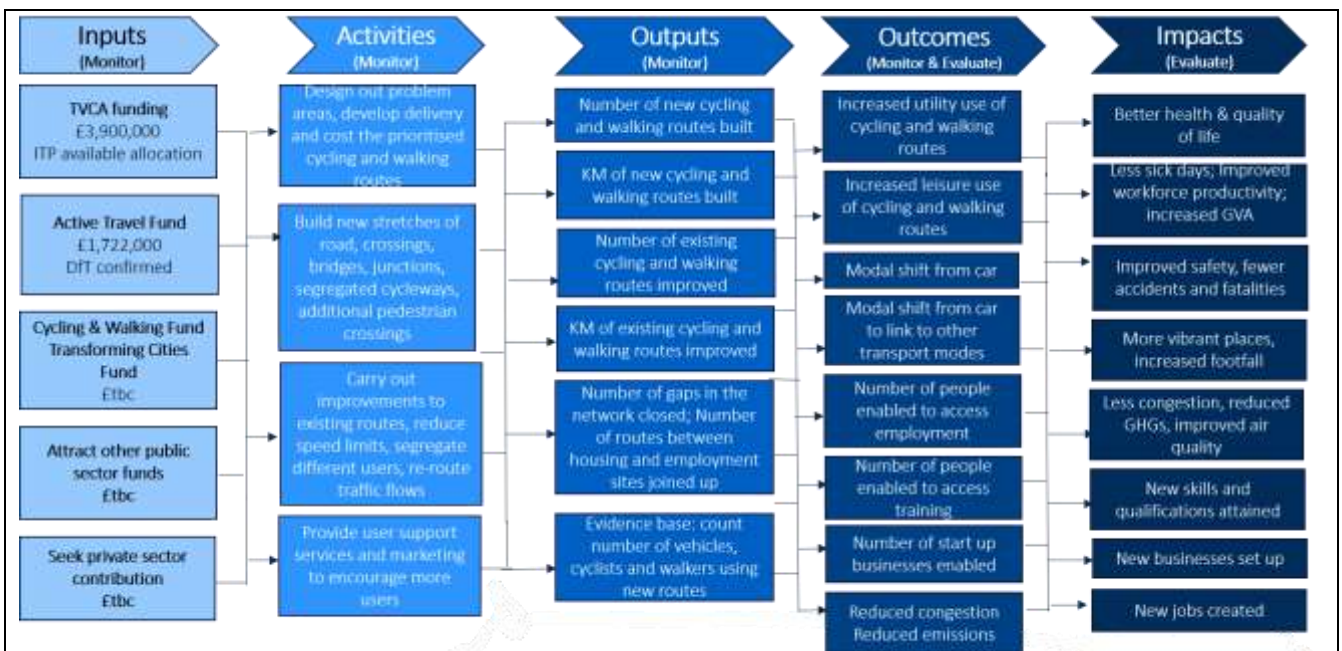 Inputs
(Monitor)
TVCA funding
£3,900,000
ITP available allocation
Active Travel Fund
£1,722,000
DfT confirmed
Cycling & Walking Fund
Transforming Cities
Fund
£tbc
Attract other public
sector funds
£tbc
Seek private sector
contribution
£tbc
Activities
(Monitor)
Design out problem
areas, develop delivery
and cost the prioritised
cycling and walking
routes
Build new stretches of
road, crossings,
bridges, junctions,
segregated cycleways,
additional pedestrian
crossings
Carry out
improvements to
existing routes, reduce
speed limits, segregate
different users, re-route
traffic flows
Provide user support
services and marketing
to encourage more
users
Outputs
(Monitor)
Number of new cycling
and walking routes built
KM of new cycling and
walking routes built
Number of existing
cycling and walking
routes improved
KM of existing cycling and
walking routes improved
Number of gaps in the
network closed; Number
of routes between
housing and employment
sites joined up
Evidence base; count
number of vehicles,
cyclists and walkers using
new routes
Outcomes
(Monitor & Evaluate)
Increased utility use of
cycling and walking
routes
Increased leisure use
of cycling and walking
routes
Modal shift from car
Modal shift from car
to link to other
transport modes
Number of people
enabled to access
employment
Number of people
enabled to access
training
Number of start up
businesses enabled
Reduced congestion
Reduced emissions
Impacts
(Evaluate)
Better health & quality
of life
Less sick days; Improved
workforce productivity;
increased GVA
Improved safety, fewer
accidents and fatalities
More vibrant places,
increased footfall
Less congestion, reduced
GHGs, improved air
quality
New skills and
qualifications attained
New businesses set up
New jobs created